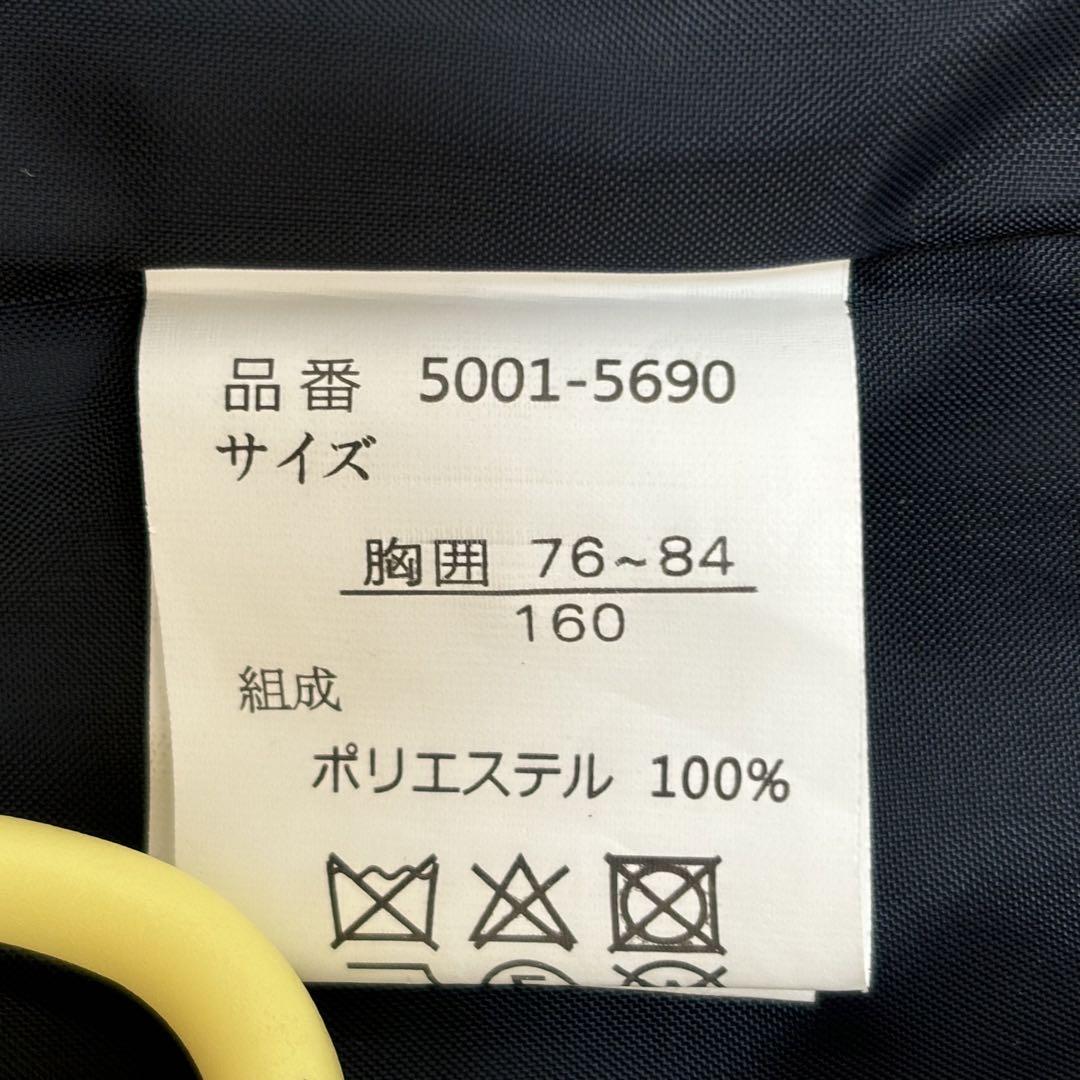 品番 5001-5690
サイズ
胸囲 76~84
160
組成
ポリエステル 100%